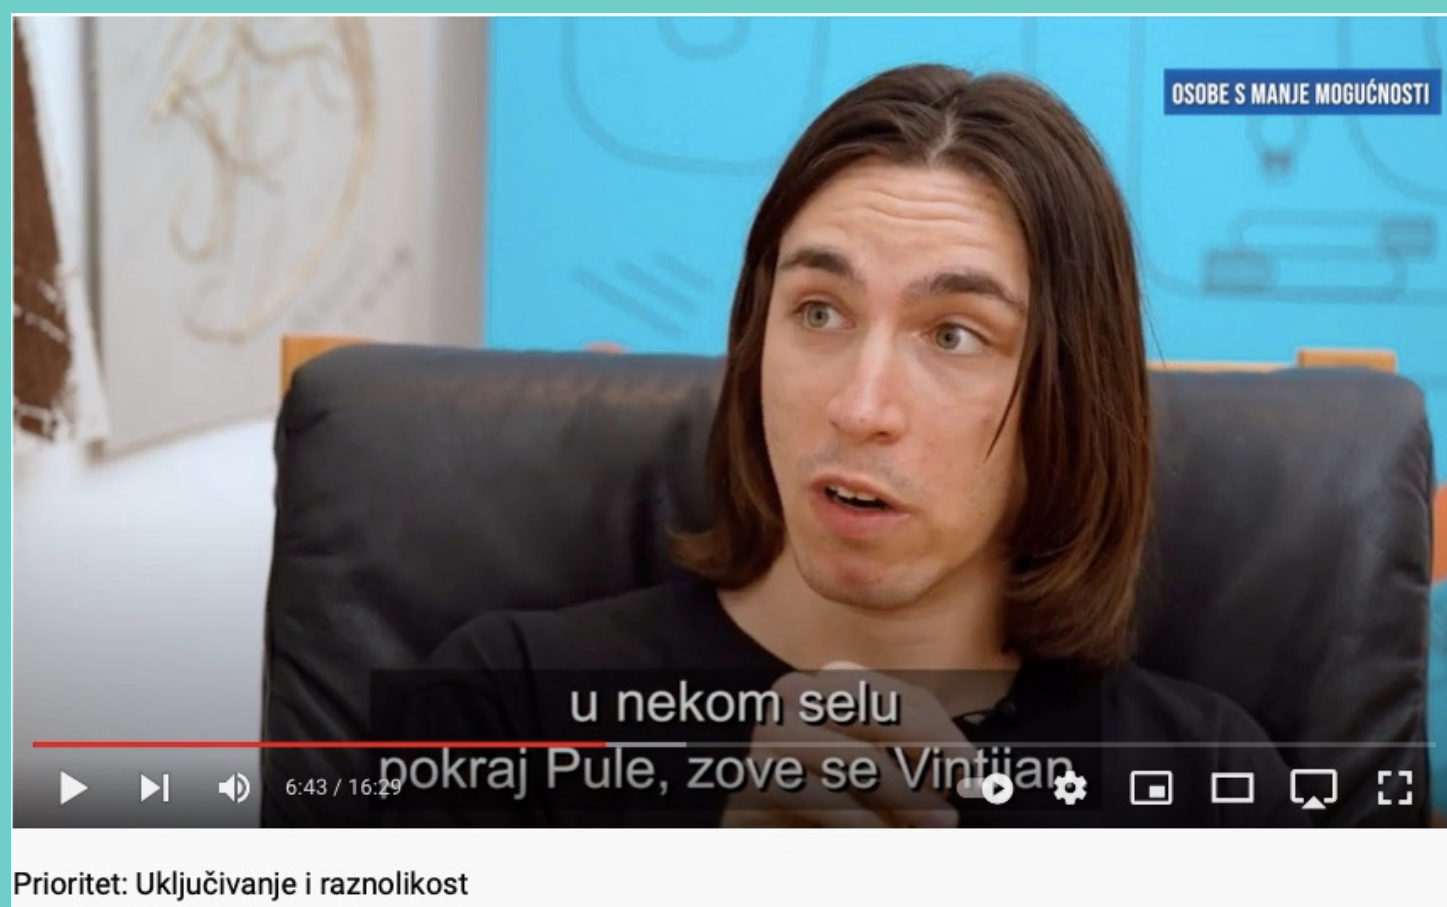 OSOBE S MANJE MOGUĆNOSTI
u nekom selu
pokraj Pule, zove se Vintijan
6:43 / 16:29
Prioritet: Uključivanje i raznolikost